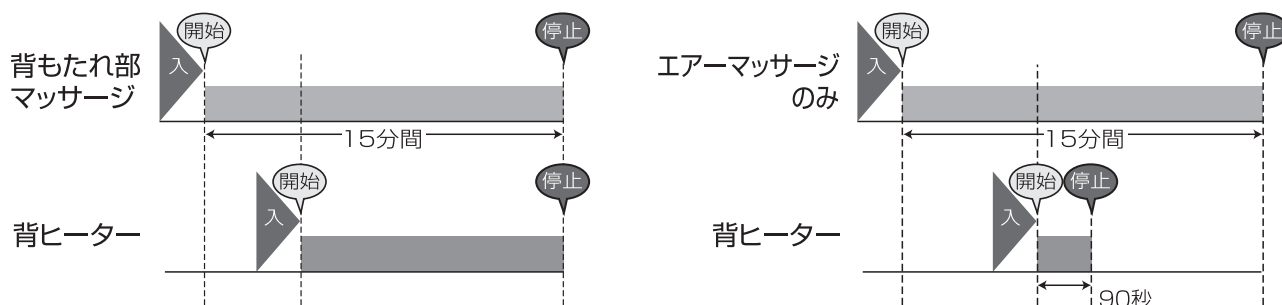 開始
停止
入
背もたれ部
マッサージ
15分間
開始
停止
入
背ヒーター
開始
停止
入
エアーマッサージ
のみ
15分間
開始
停止
入
背ヒーター
90秒